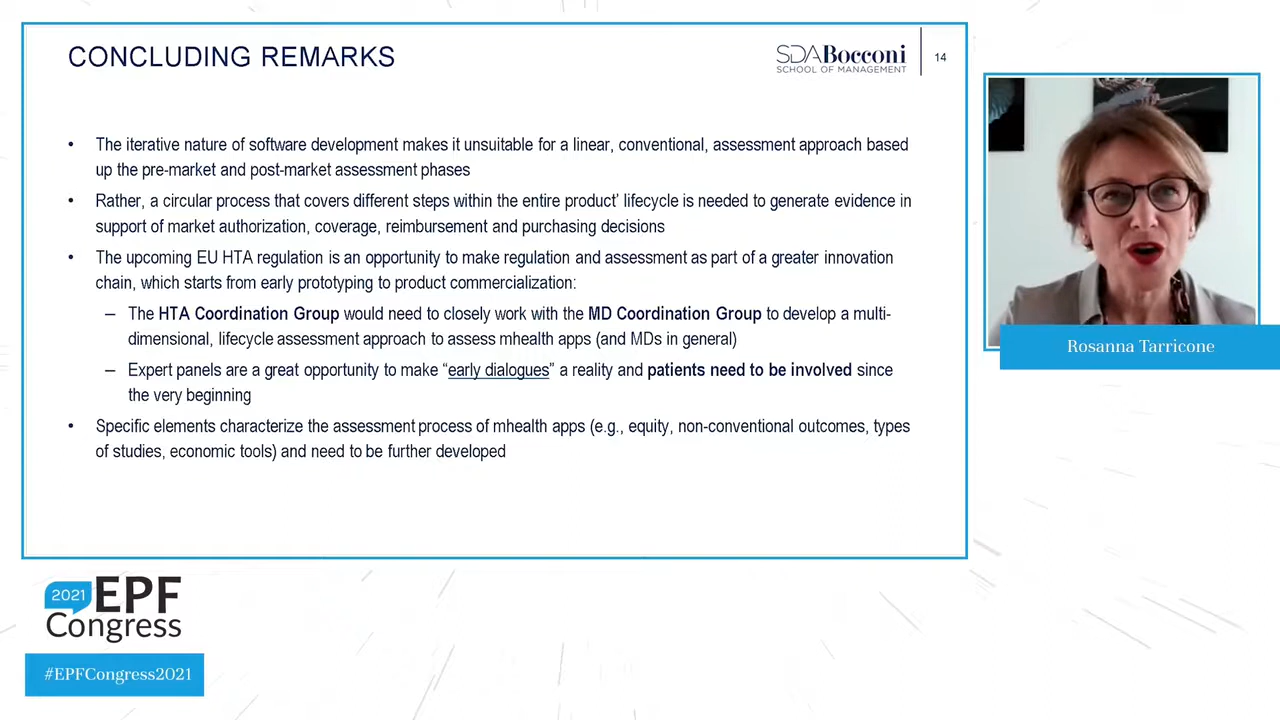 CONCLUDING REMARKS
SDA Bocconi
SCHOOL OF MANAGEMENT
14
• The iterative nature of software development makes it unsuitable for a linear, conventional, assessment approach based
up the pre-market and post-market assessment phases
• Rather, a circular process that covers different steps within the entire product’ lifecycle is needed to generate evidence in
support of market authorization, coverage, reimbursement and purchasing decisions
• The upcoming EU HTA regulation is an opportunity to make regulation and assessment as part of a greater innovation
chain, which starts from early prototyping to product commercialization:
– The HTA Coordination Group would need to closely work with the MD Coordination Group to develop a multi-
dimensional, lifecycle assessment approach to assess mhealth apps (and MDs in general)
– Expert panels are a great opportunity to make “early dialogues” a reality and patients need to be involved since
the very beginning
• Specific elements characterize the assessment process of mhealth apps (e.g., equity, non-conventional outcomes, types
of studies, economic tools) and need to be further developed
Rosanna Tarricone
2021 EPF
Congress
#EPFCongress2021